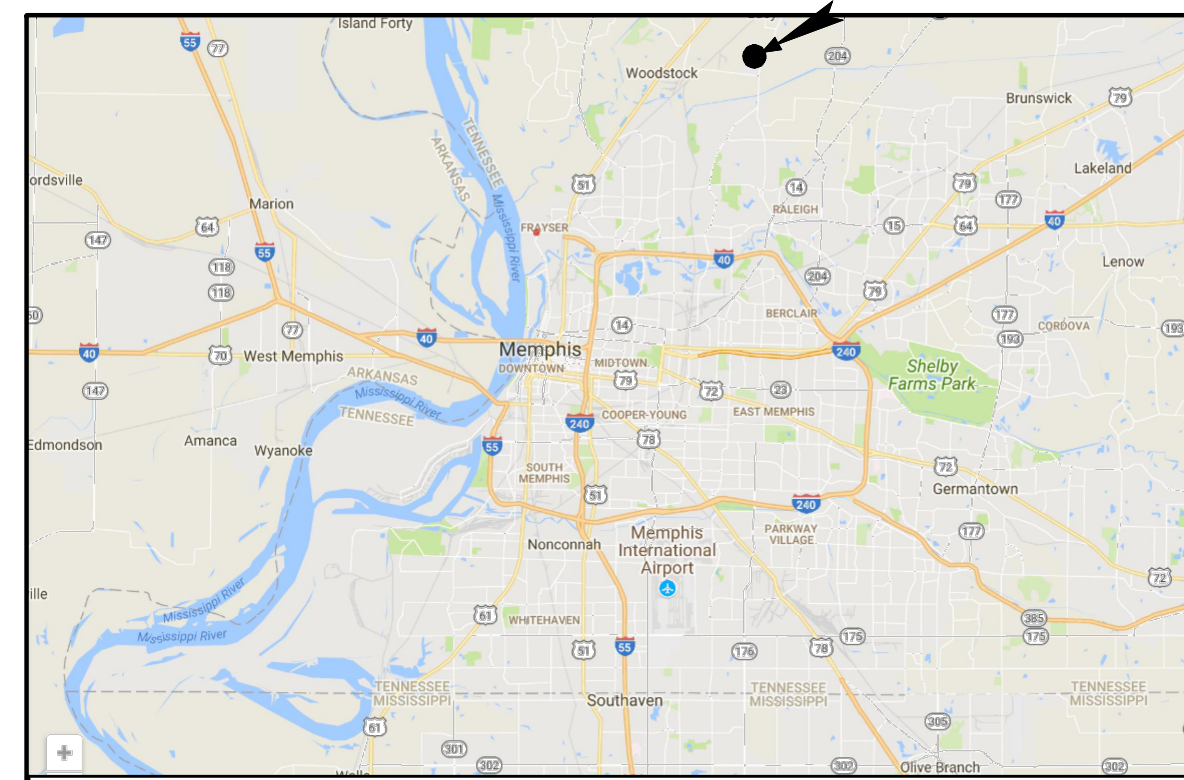 Island Forty
55
77
204
Woodstock
Brunswick
79
TENNESSEE
ARKANSAS
Lakeland
ordsville
51
14
79
177
Marion
Mississippi River
RALEIGH
64
FRAYSER
15
64
40
147
55
40
118
204
Lenow
118
79
BERCLAIR
177
77
14
CORDOVA
193
193
40
40
70
West Memphis
Memphis
DOWNTOWN
MIDTOWN
240
Shelby
Farms Park
ARKANSAS
Mississippi River
TENNESSEE
79
72
23
147
COOPER-YOUNG
EAST MEMPHIS
240
78
55
Edmondson
Amanca
Wyanoke
SOUTH
MEMPHIS
72
Germantown
51
240
177
Nonconnah
Memphis
International
Airport
PARKWAY
VILLAGE
72
ille
Mississippi River
61
WHITEHAVEN
385
175
Mississippi River
51
55
176
78
175
TENNESSEE
MISSISSIPPI
Southaven
TENNESSEE
MISSISSIPPI
TENNESSEE
MISSISSIPPI
61
305
301
302
302
Olive Branch
302